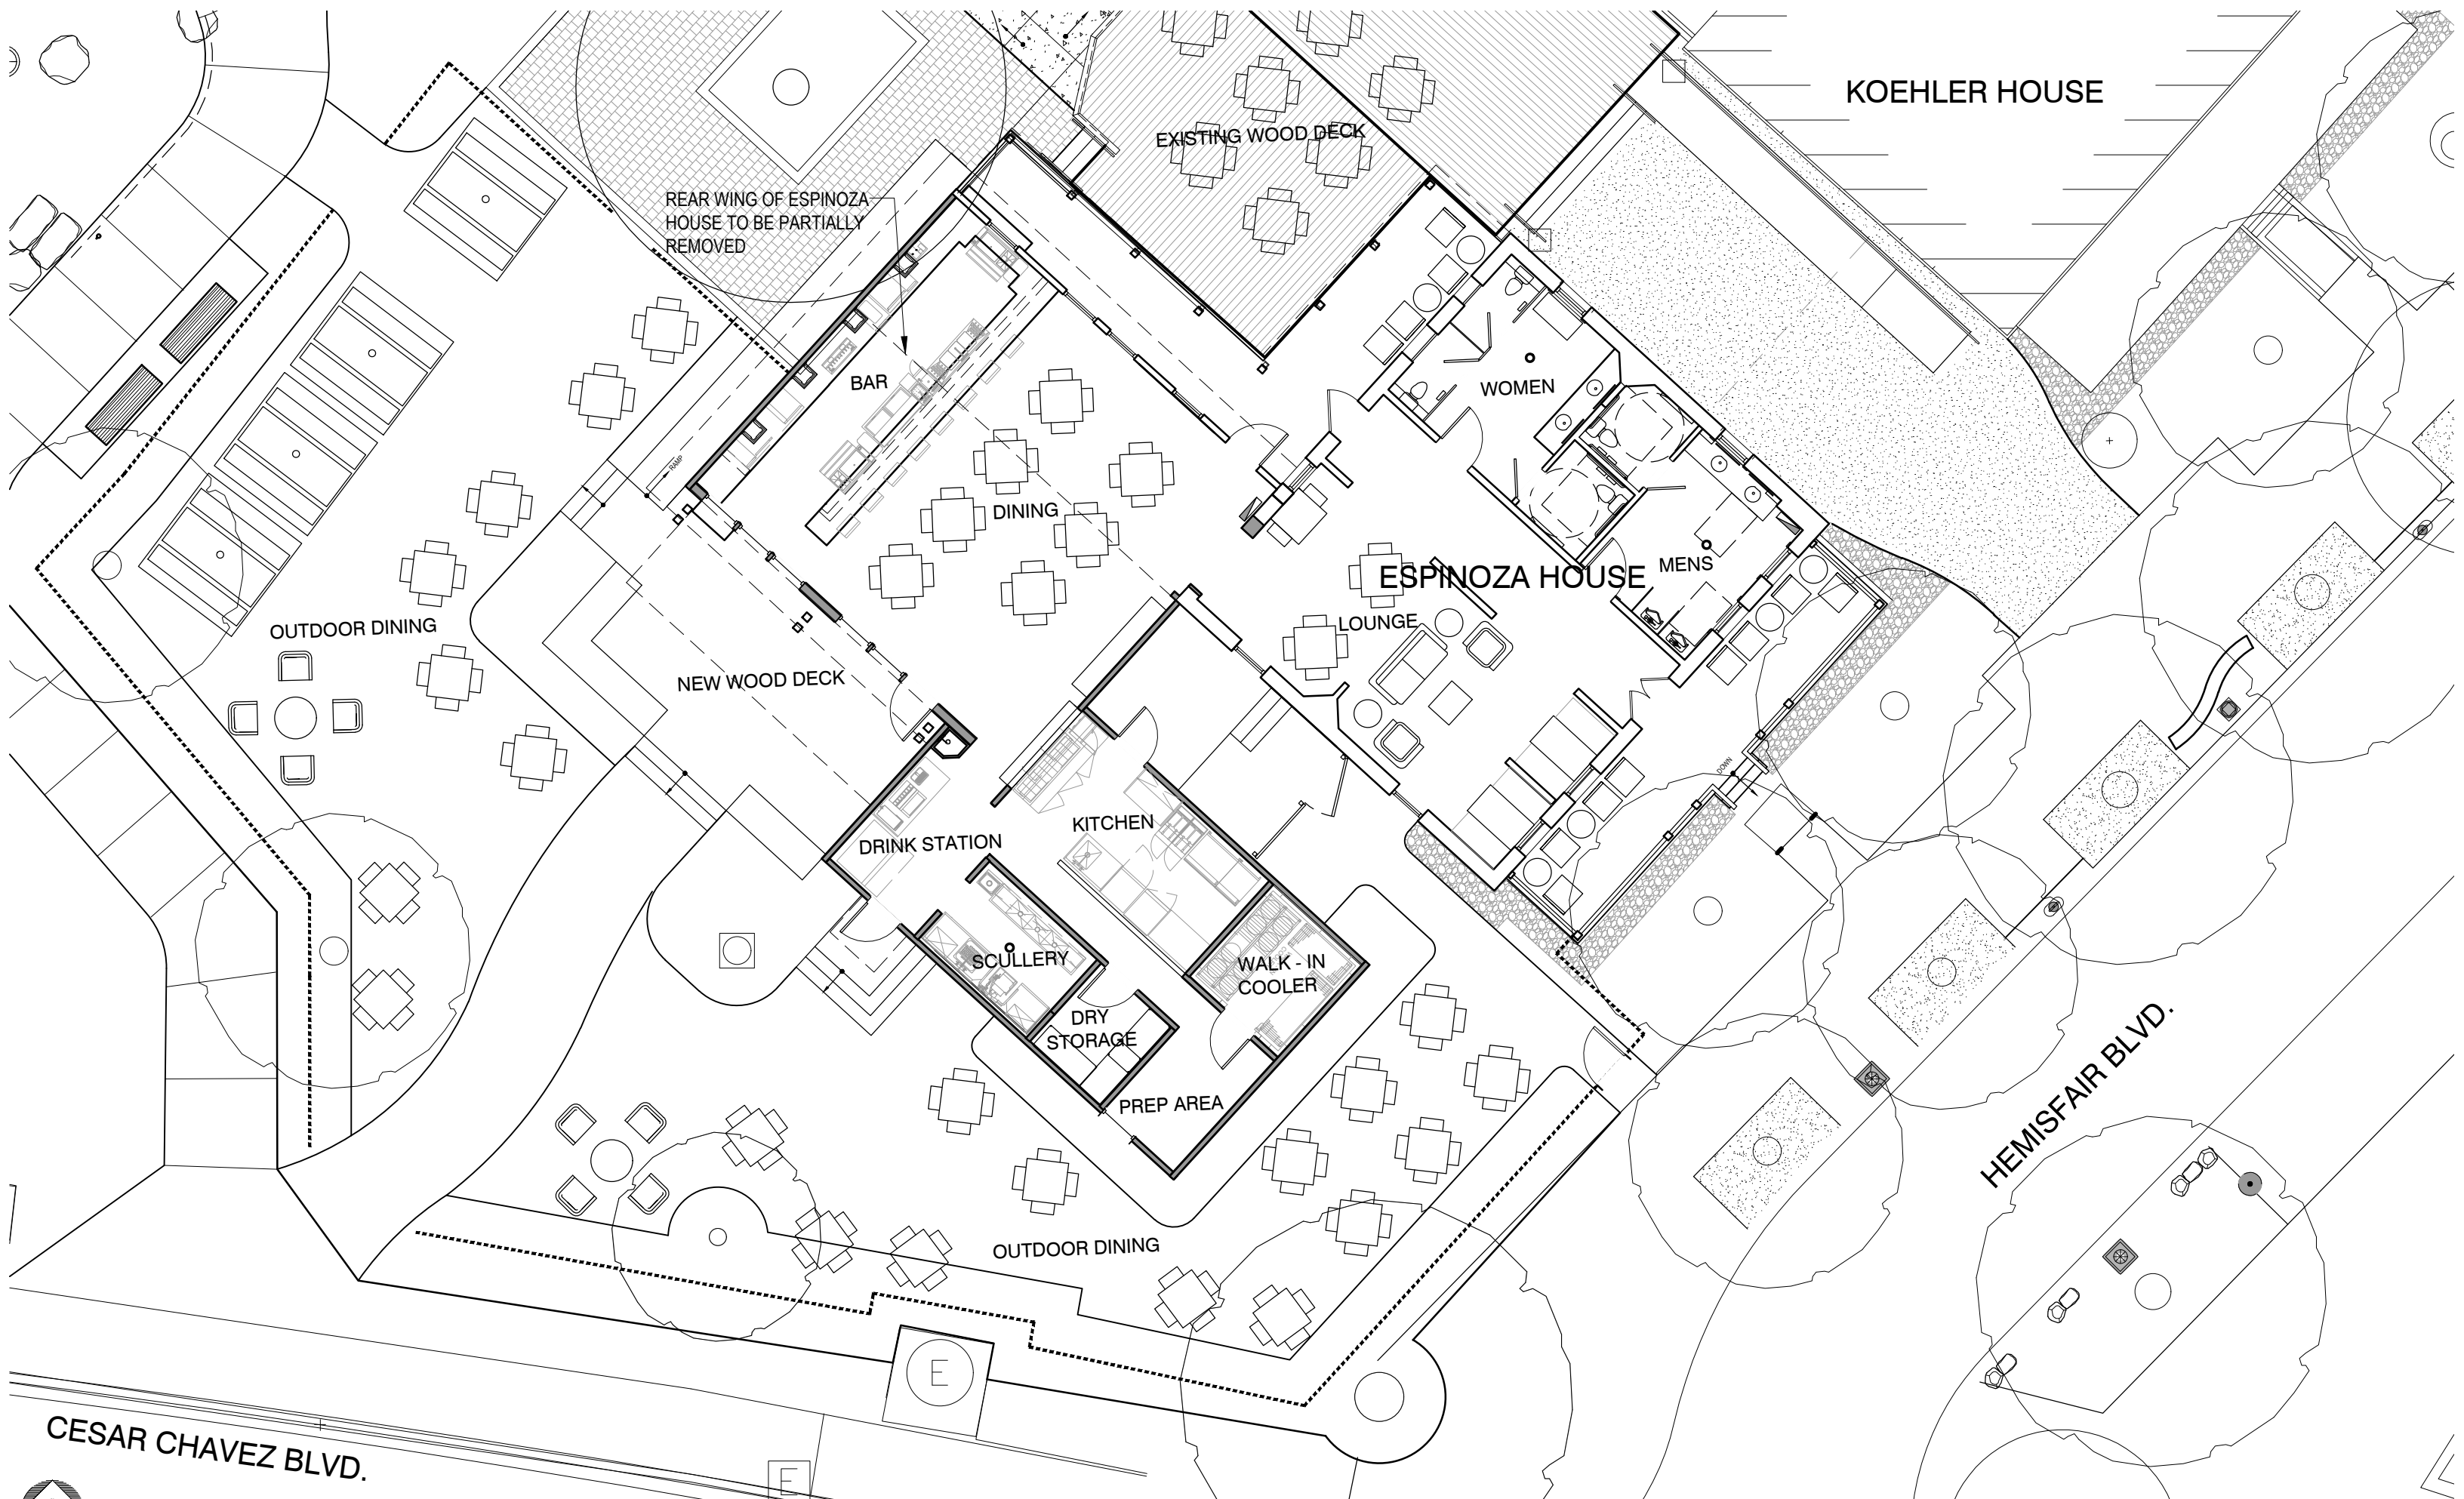 KOEHLER HOUSE
EXISTING WOOD DECK
REAR WING OF ESPINOZA
HOUSE TO BE PARTIALLY
REMOVED
BAR
WOMEN
RAMP
DINING
MENS
ESPINOZA HOUSE
LOUNGE
OUTDOOR DINING
NEW WOOD DECK
DOWN
KITCHEN
DRINK STATION
SCULLERY
WALK - IN
COOLER
DRY
STORAGE
PREP AREA
HEMISFAIR BLVD.
OUTDOOR DINING
E
CESAR CHAVEZ BLVD.
E